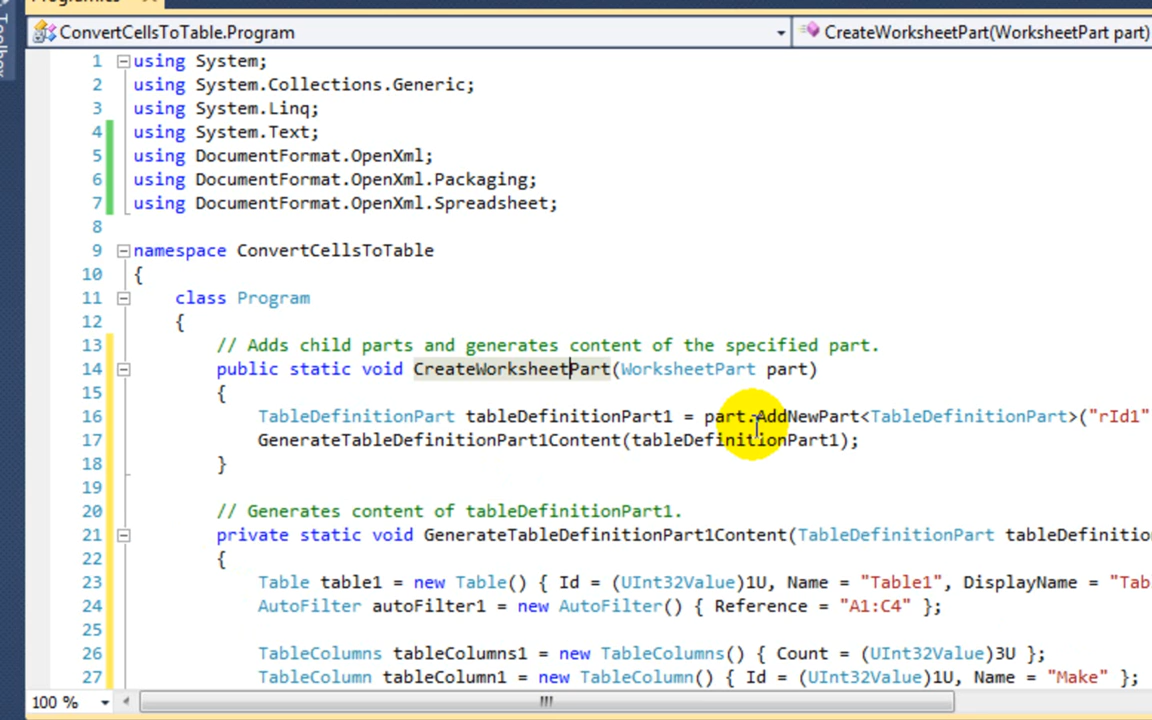 Toolbox
ConvertCellsToTable.Program
CreateWorksheetPart(WorksheetPart part)
1 using System;
2 using System.Collections.Generic;
3 using System.Linq;
4 using System.Text;
5 using DocumentFormat.OpenXml;
6 using DocumentFormat.OpenXml.Packaging;
7 using DocumentFormat.OpenXml.Spreadsheet;
8
9 namespace ConvertCellsToTable
10 {
11 class Program
12 {
13 // Adds child parts and generates content of the specified part.
14 public static void CreateWorksheetPart(WorksheetPart part)
15 {
16 TableDefinitionPart tableDefinitionPart1 = part.AddNewPart<TableDefinitionPart>("rId1"
17 GenerateTableDefinitionPart1Content(tableDefinitionPart1);
18 }
19
20 // Generates content of tableDefinitionPart1.
21 private static void GenerateTableDefinitionPart1Content(TableDefinitionPart tableDefinitio
22 {
23 Table table1 = new Table() { Id = (UInt32Value)1U, Name = "Table1", DisplayName = "Tab
24 AutoFilter autoFilter1 = new AutoFilter() { Reference = "A1:C4" };
25
26 TableColumns tableColumns1 = new TableColumns() { Count = (UInt32Value)3U };
27 TableColumn tableColumn1 = new TableColumn() { Id = (UInt32Value)1U, Name = "Make" };
100 %